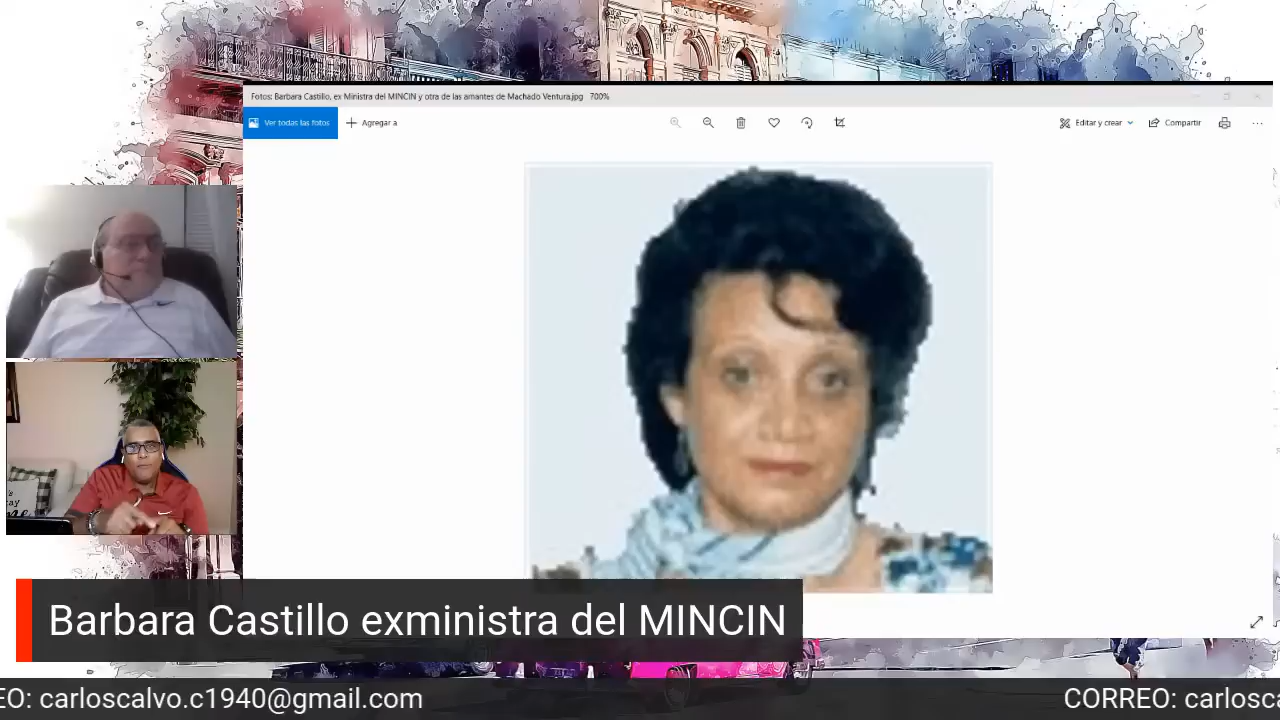 Fotos: Barbara Castillo, ex Ministra del MINCIN y otra de las amantes de Machado Ventura.jpg 700%
Ver todas las fotos
Agregar a
Editar y crear
Compartir
Barbara Castillo exministra del MINCIN
EO: carloscalvo.c1940@gmail.com
CORREO: carlosca